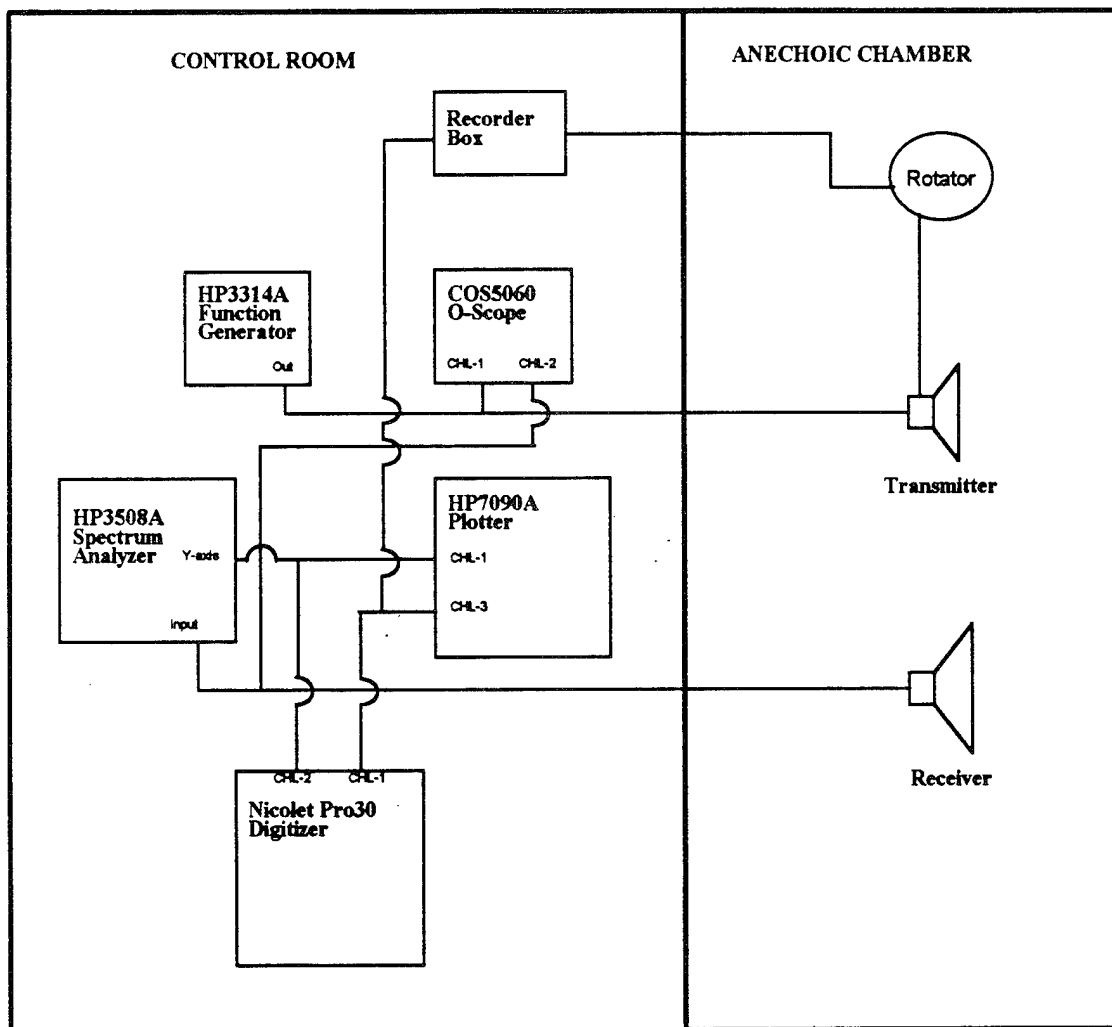 CONTROL ROOM
ANECHOIC CHAMBER
Recorder
Box
Rotator
HP3314A
Function
Generator
Out
COS5060
O-Scope
CHL-1
CHL-2
Transmitter
HP3508A
Spectrum
Analyzer
Y-axis
Input
HP7090A
Plotter
CHL-1
CHL-3
Receiver
CHL-2
CHL-1
Nicolet Pro30
Digitizer